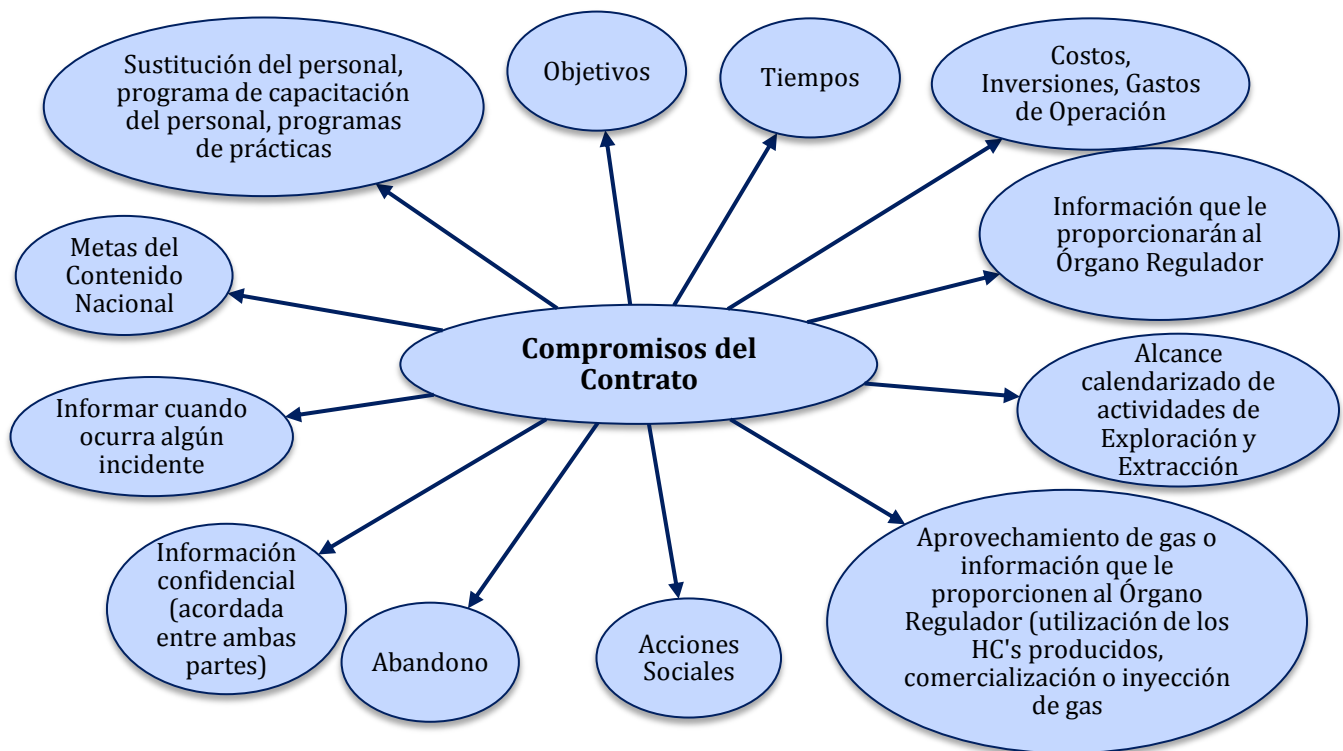 Sustitución del personal,
programa de capacitación
del personal, programas
de prácticas
Objetivos
Tiempos
Costos,
Inversiones, Gastos
de Operación
Información que le
proporcionarán al
Órgano Regulador
Metas del
Contenido
Nacional
Compromisos del
Contrato
Alcance
calendarizado de
actividades de
Exploración y
Extracción
Informar cuando
ocurra algún
incidente
Información
confidencial
(acordada
entre ambas
partes)
Abandono
Acciones
Sociales
Aprovechamiento de gas o
información que le
proporcionen al Órgano
Regulador (utilización de los
HC's producidos,
comercialización o inyección
de gas